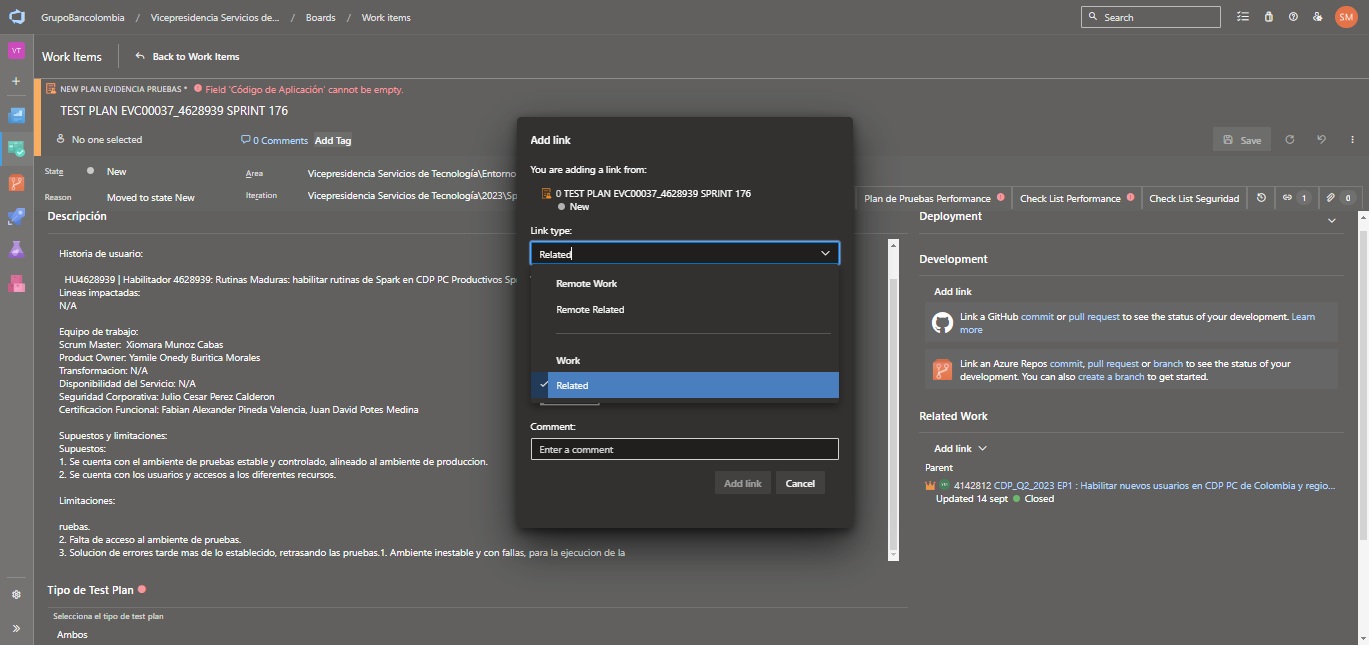 GrupoBancolombia / Vicepresidencia Servicios de... / Boards / Work items
Search
SM
VT
Work Items
Back to Work Items
NEW PLAN EVIDENCIA PRUEBAS * Field 'Código de Aplicación' cannot be empty.
TEST PLAN EVC00037_4628939 SPRINT 176
No one selected
0 Comments
Add Tag
Save
State
New
Area
Vicepresidencia Servicios de Tecnología\Entorno
Reason
Moved to state New
Iteration
Vicepresidencia Servicios de Tecnología\2023\Sp
Plan de Pruebas Performance
Check List Performance
Check List Seguridad
1
0
Descripción
Historia de usuario:
HU4628939 | Habilitador 4628939: Rutinas Maduras: habilitar rutinas de Spark en CDP PC Productivos Sp
Lineas impactadas:
N/A
Equipo de trabajo:
Scrum Master: Xiomara Munoz Cabas
Product Owner: Yamile Onedy Buritica Morales
Transformacion: N/A
Disponibilidad del Servicio: N/A
Seguridad Corporativa: Julio Cesar Perez Calderon
Certificacion Funcional: Fabian Alexander Pineda Valencia, Juan David Potes Medina
Supuestos y limitaciones:
Supuestos:
1. Se cuenta con el ambiente de pruebas estable y controlado, alineado al ambiente de produccion.
2. Se cuenta con los usuarios y accesos a los diferentes recursos.
Limitaciones:
ruebas.
2. Falta de acceso al ambiente de pruebas.
3. Solucion de errores tarde mas de lo establecido, retrasando las pruebas.1. Ambiente inestable y con fallas, para la ejecucion de la
Tipo de Test Plan
Selecciona el tipo de test plan
Ambos
Add link
You are adding a link from:
0 TEST PLAN EVC00037_4628939 SPRINT 176
New
Link type:
Related
Remote Work
Remote Related
Work
Related
Comment:
Enter a comment
Add link
Cancel
Deployment
Development
Add link
Link a GitHub commit or pull request to see the status of your development. Learn
more
Link an Azure Repos commit, pull request or branch to see the status of your
development. You can also create a branch to get started.
Related Work
Add link
Parent
4142812 CDP_Q2_2023 EP1 : Habilitar nuevos usuarios en CDP PC de Colombia y regio...
Updated 14 sept
Closed